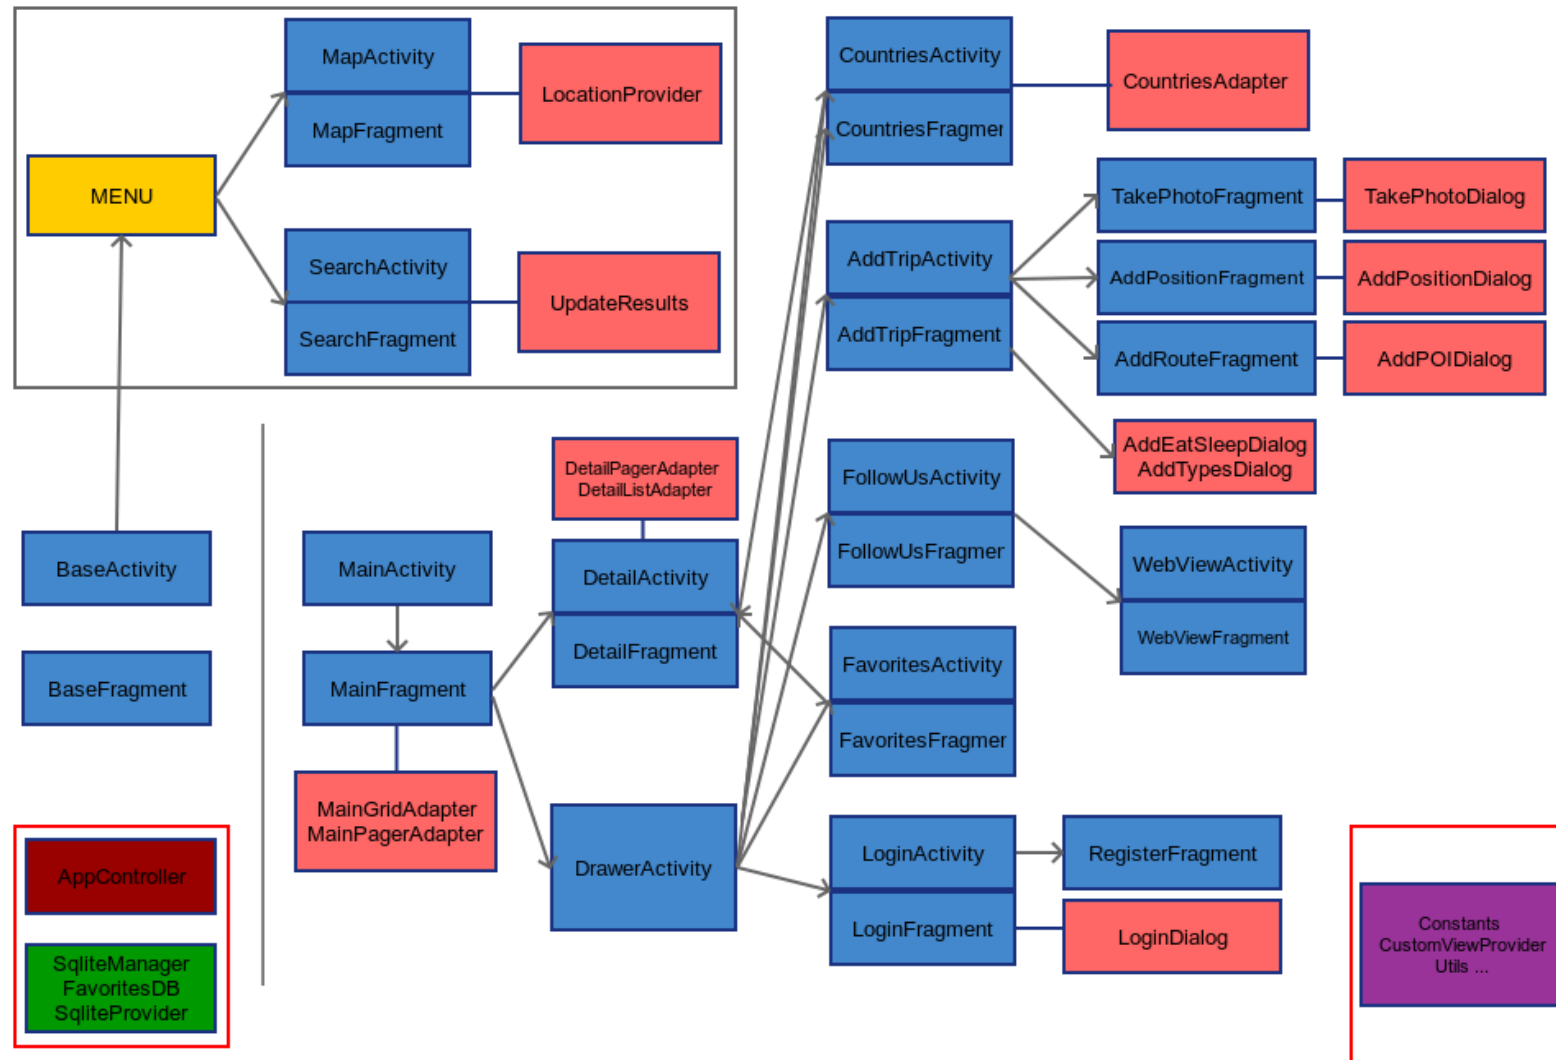 MapActivity
MapFragment
LocationProvider
MENU
SearchActivity
SearchFragment
UpdateResults
CountriesActivity
CountriesFragmer
CountriesAdapter
AddTripActivity
AddTripFragment
TakePhotoFragment
TakePhotoDialog
AddPositionFragment
AddPositionDialog
AddRouteFragment
AddPOIDialog
AddEatSleepDialog
AddTypesDialog
BaseActivity
BaseFragment
MainActivity
MainFragment
MainGridAdapter
MainPagerAdapter
DetailPagerAdapter
DetailListAdapter
DetailActivity
DetailFragment
DrawerActivity
FollowUsActivity
FollowUsFragmer
WebViewActivity
WebViewFragment
FavoritesActivity
FavoritesFragmer
LoginActivity
LoginFragment
RegisterFragment
LoginDialog
AppController
SqliteManager
FavoritesDB
SqliteProvider
Constants
CustomViewProvider
Utils ...